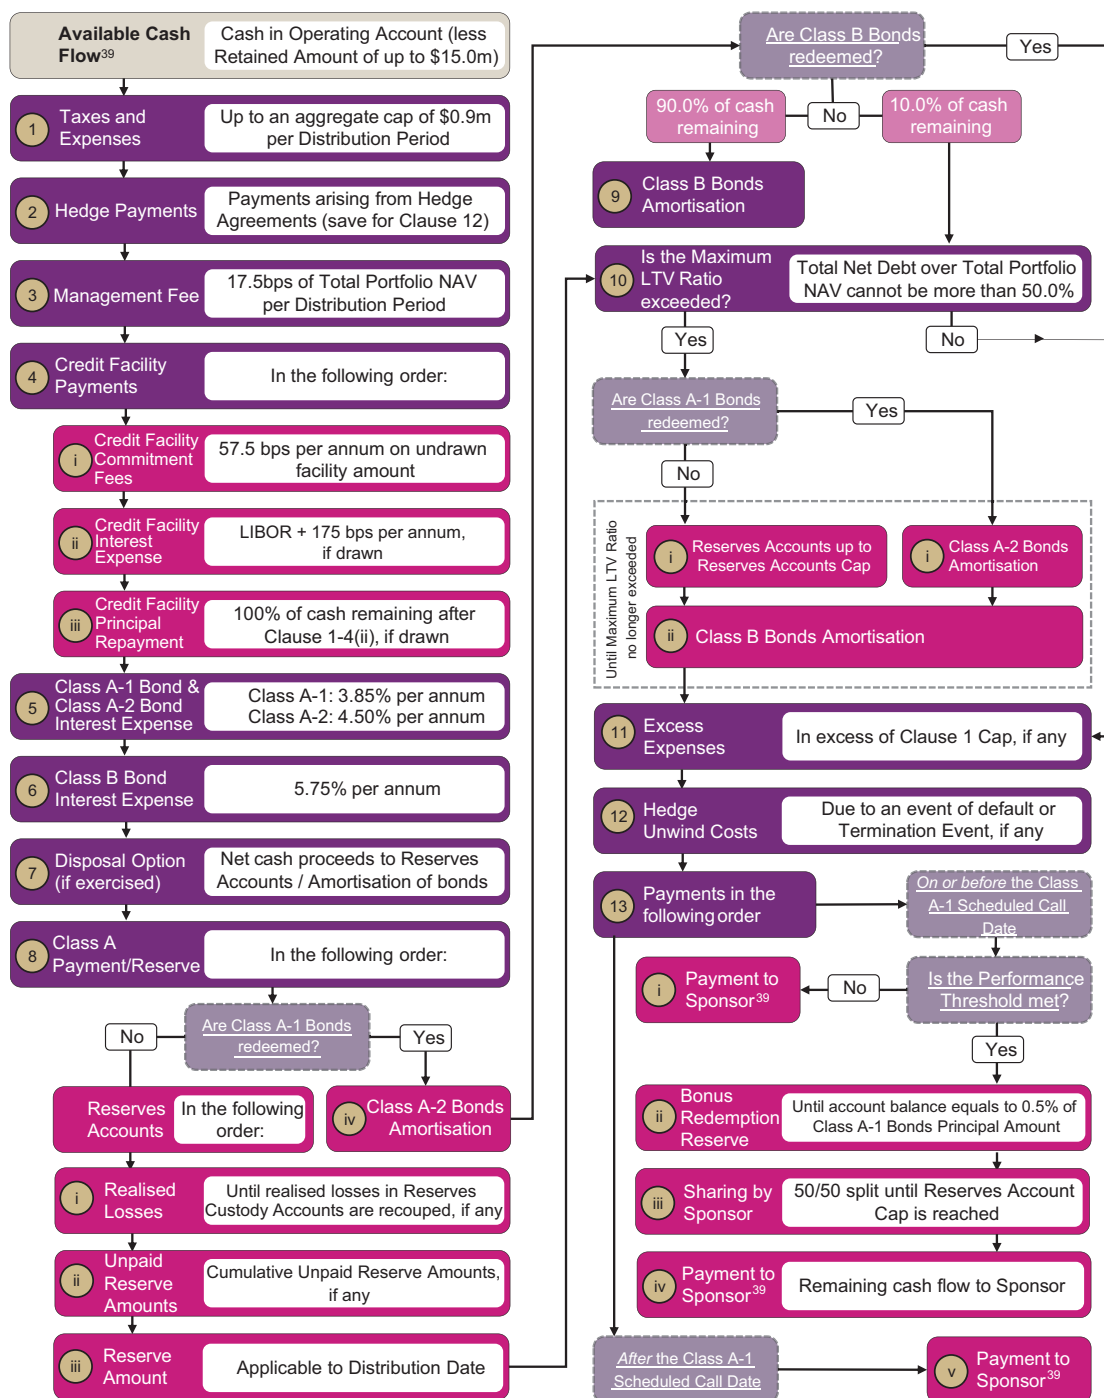 Available Cash
Flow39
Cash in Operating Account (less
Retained Amount of up to $15.0m)
1
Taxes and
Expenses
Up to an aggregate cap of $0.9m
per Distribution Period
2
Hedge Payments
Payments arising from Hedge
Agreements (save for Clause 12)
3
Management Fee
17.5bps of Total Portfolio NAV
per Distribution Period
4
Credit Facility
Payments
In the following order:
i
Credit Facility
Commitment
Fees
57.5 bps per annum on undrawn
facility amount
ii
Credit Facility
Interest
Expense
LIBOR + 175 bps per annum,
if drawn
iii
Credit Facility
Principal
Repayment
100% of cash remaining after
Clause 1-4(ii), if drawn
5
Class A-1 Bond &
Class A-2 Bond
Interest Expense
Class A-1: 3.85% per annum
Class A-2: 4.50% per annum
6
Class B Bond
Interest Expense
5.75% per annum
7
Disposal Option
(if exercised)
Net cash proceeds to Reserves
Accounts / Amortisation of bonds
8
Class A
Payment/Reserve
In the following order:
Are Class A-1 Bonds
redeemed?
No
Yes
Reserves
Accounts
In the following
order:
iv
Class A-2 Bonds
Amortisation
i
Realised
Losses
Until realised losses in Reserves
Custody Accounts are recouped, if any
ii
Unpaid
Reserve
Amounts
Cumulative Unpaid Reserve Amounts,
if any
iii
Reserve
Amount
Applicable to Distribution Date
Are Class B Bonds
redeemed?
Yes
No
90.0% of cash
remaining
10.0% of cash
remaining
9
Class B Bonds
Amortisation
10
Is the Maximum
LTV Ratio
exceeded?
Total Net Debt over Total Portfolio
NAV cannot be more than 50.0%
Yes
No
Are Class A-1 Bonds
redeemed?
Yes
No
Until Maximum LTV Ratio
no longer exceeded
i
Reserves Accounts up to
Reserves Accounts Cap
i
Class A-2 Bonds
Amortisation
ii
Class B Bonds Amortisation
11
Excess
Expenses
In excess of Clause 1 Cap, if any
12
Hedge
Unwind Costs
Due to an event of default or
Termination Event, if any
13
Payments in the
following order
On or before the Class
A-1 Scheduled Call
Date
Is the Performance
Threshold met?
No
Yes
i
Payment to
Sponsor39
ii
Bonus
Redemption
Reserve
Until account balance equals to 0.5% of
Class A-1 Bonds Principal Amount
iii
Sharing by
Sponsor
50/50 split until Reserves Account
Cap is reached
iv
Payment to
Sponsor39
Remaining cash flow to Sponsor
After the Class A-1
Scheduled Call Date
v
Payment to
Sponsor39